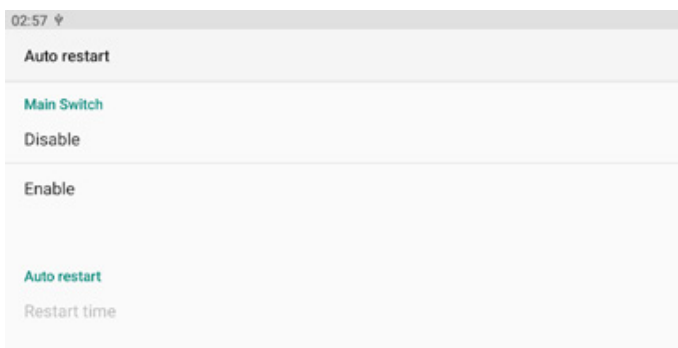 02:57
Auto restart
Main Switch
Disable
Enable
Auto restart
Restart time